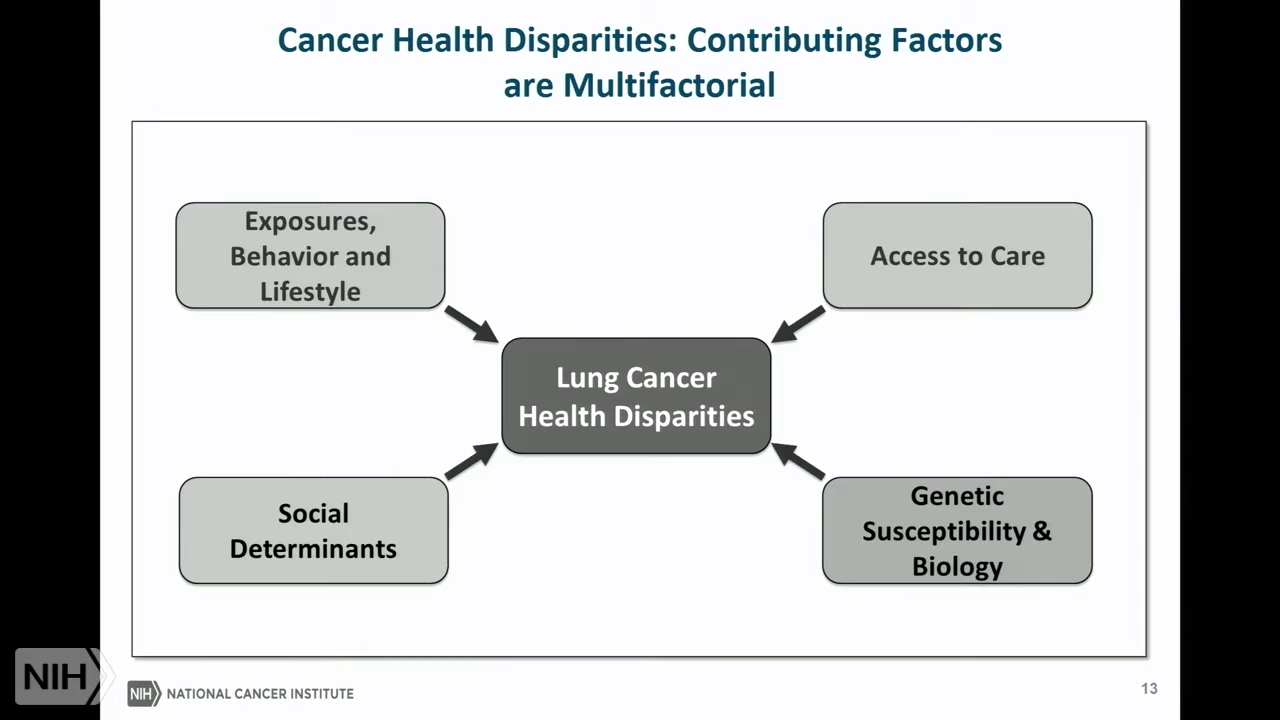 Cancer Health Disparities: Contributing Factors
are Multifactorial
Exposures,
Behavior and
Lifestyle
Access to Care
Lung Cancer
Health Disparities
Social
Determinants
Genetic
Susceptibility &
Biology
NIH
NIH NATIONAL CANCER INSTITUTE
13